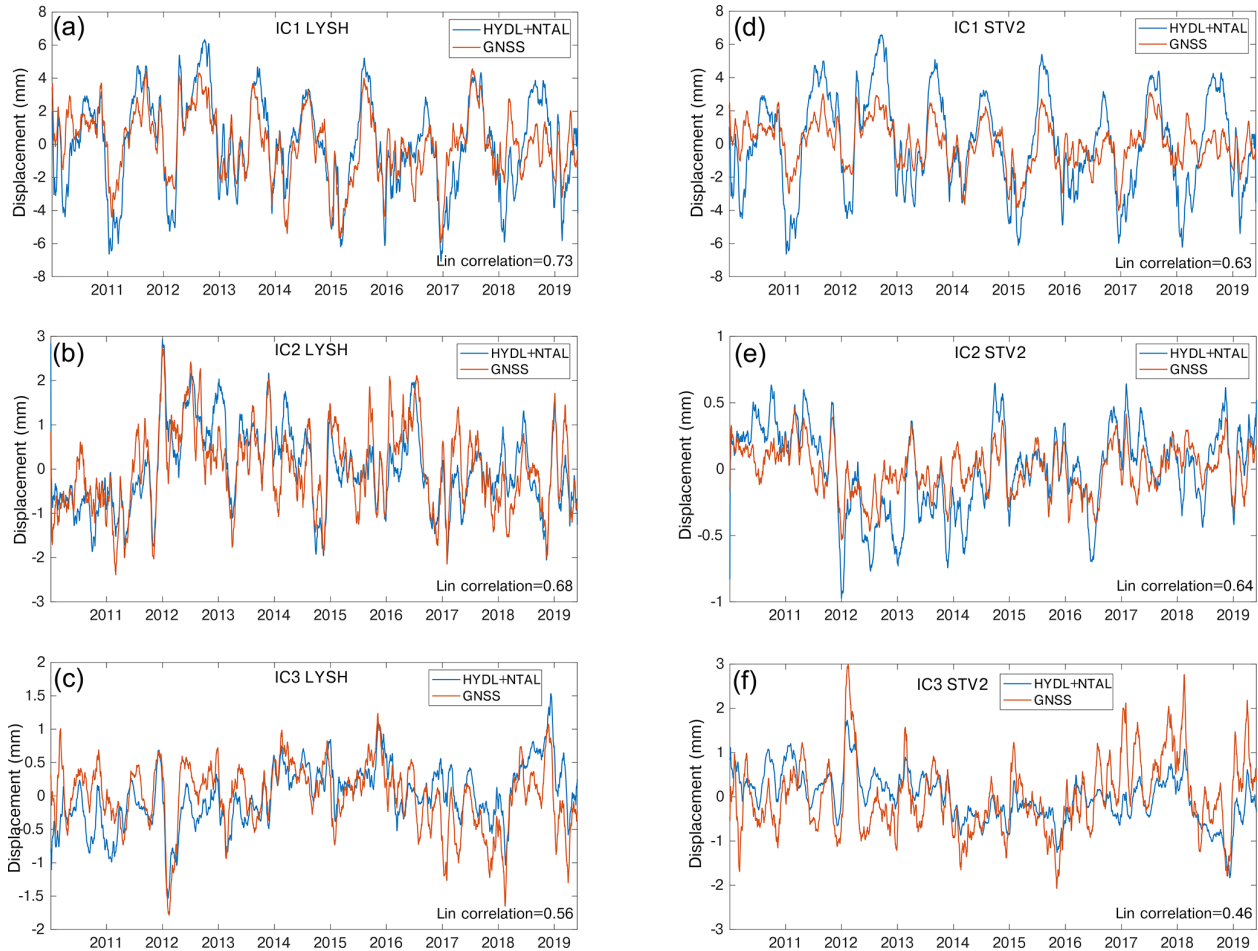 (a)
IC1 LYSH
HYDL+NTAL
GNSS
Displacement (mm)
8
6
4
2
0
-2
-4
-6
-8
Lin correlation=0.73
2011 2012 2013 2014 2015 2016 2017 2018 2019
(d)
IC1 STV2
HYDL+NTAL
GNSS
Displacement (mm)
8
6
4
2
0
-2
-4
-6
-8
Lin correlation=0.63
2011 2012 2013 2014 2015 2016 2017 2018 2019
(b)
IC2 LYSH
HYDL+NTAL
GNSS
Displacement (mm)
3
2
1
0
-1
-2
-3
Lin correlation=0.68
2011 2012 2013 2014 2015 2016 2017 2018 2019
(e)
IC2 STV2
HYDL+NTAL
GNSS
Displacement (mm)
1
0.5
0
-0.5
-1
Lin correlation=0.64
2011 2012 2013 2014 2015 2016 2017 2018 2019
(c)
IC3 LYSH
HYDL+NTAL
GNSS
Displacement (mm)
2
1.5
1
0.5
0
-0.5
-1
-1.5
-2
Lin correlation=0.56
2011 2012 2013 2014 2015 2016 2017 2018 2019
(f)
IC3 STV2
HYDL+NTAL
GNSS
Displacement (mm)
3
2
1
0
-1
-2
-3
Lin correlation=0.46
2011 2012 2013 2014 2015 2016 2017 2018 2019